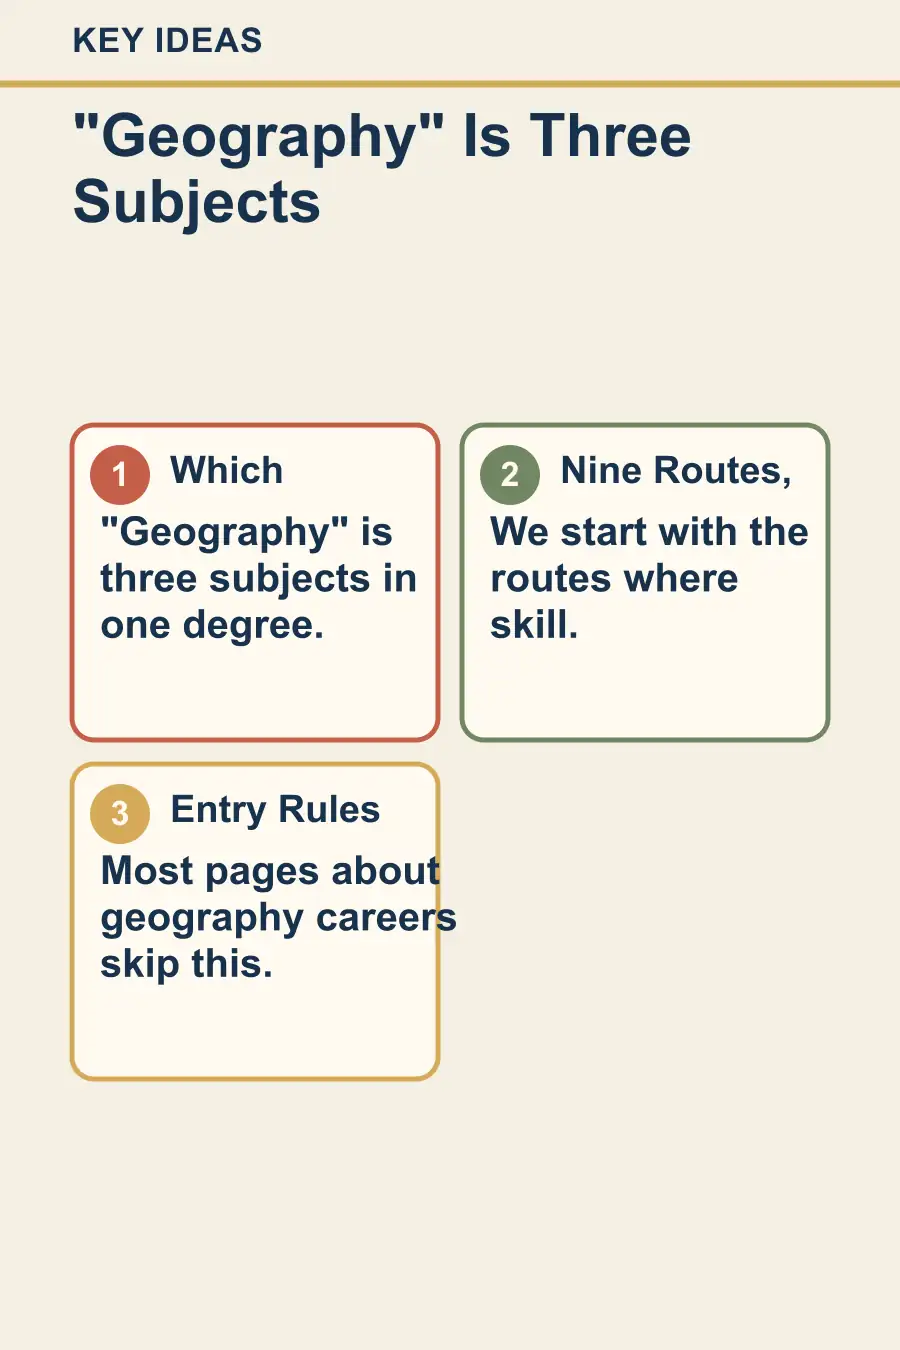 KEY IDEAS
"Geography" Is Three
Subjects
1 Which
"Geography" is
three subjects in
one degree.
2 Nine Routes,
We start with the
routes where
skill.
3 Entry Rules
Most pages about
geography careers
skip this.